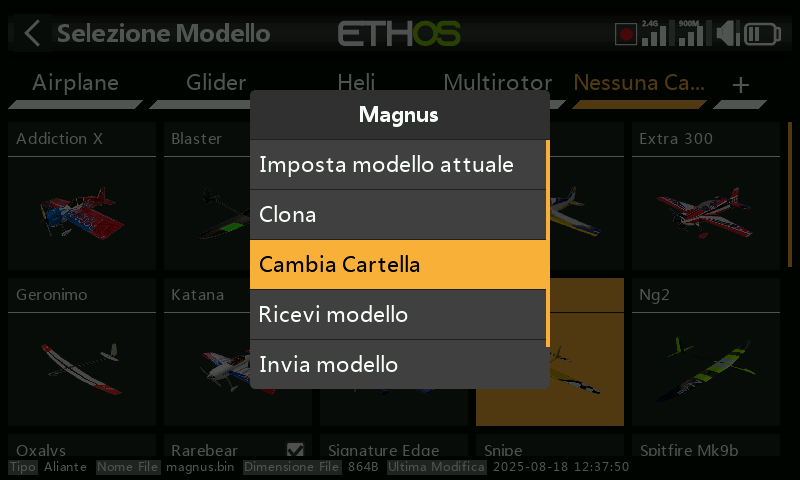 Selezione Modello
ETHOS
2.4G
900M
Airplane
Glider
Heli
Multirotor
Nessuna Ca...
+
Addiction X
Blaster
Extra 300
Magnus
Imposta modello attuale
Clona
Cambia Cartella
Ricevi modello
Invia modello
Geronimo
Katana
Ng2
Oxalys
Rarebear
Signature Edge
Snipe
Spitfire Mk9b
Tipo Aliante Nome File magnus.bin Dimensione File 864B Ultima Modifica 2025-08-18 12:37:50